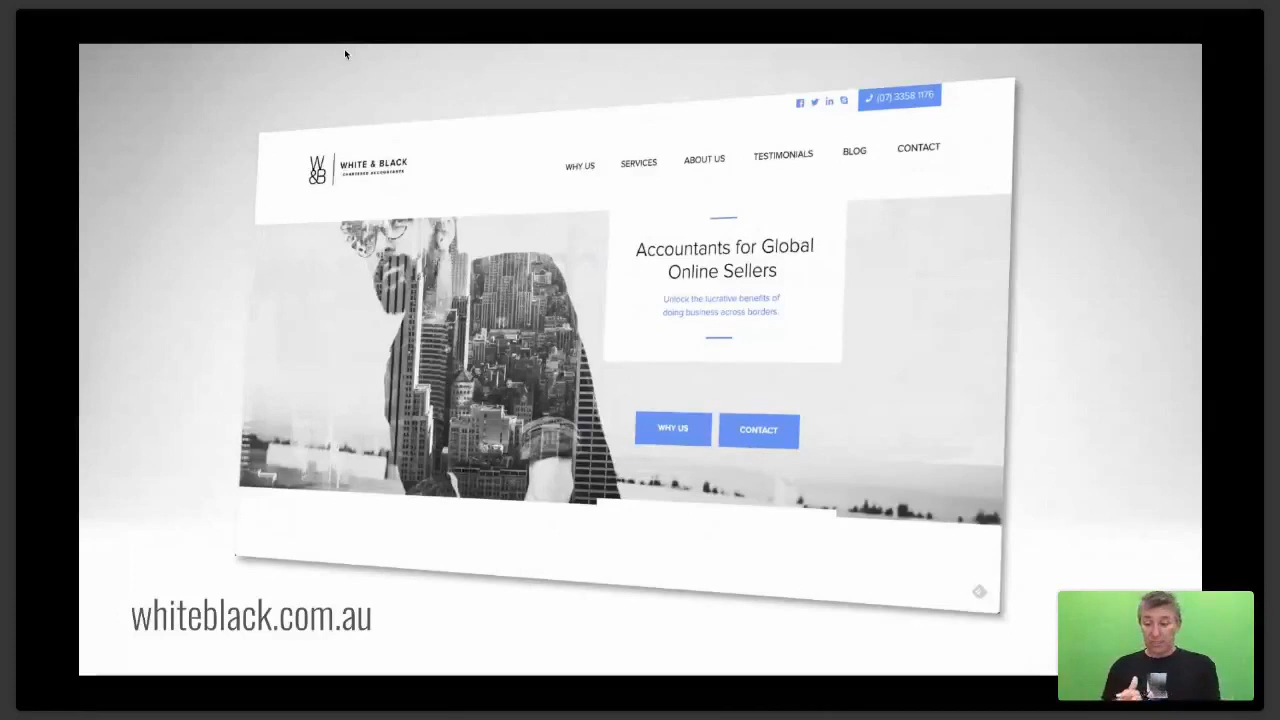 (07) 3358 1176
W
&B
WHITE & BLACK
CHARTERED ACCOUNTANTS
WHY US
SERVICES
ABOUT US
TESTIMONIALS
BLOG
CONTACT
Accountants for Global
Online Sellers
Unlock the lucrative benefits of
doing business across borders.
WHY US
CONTACT
whiteblack.com.au